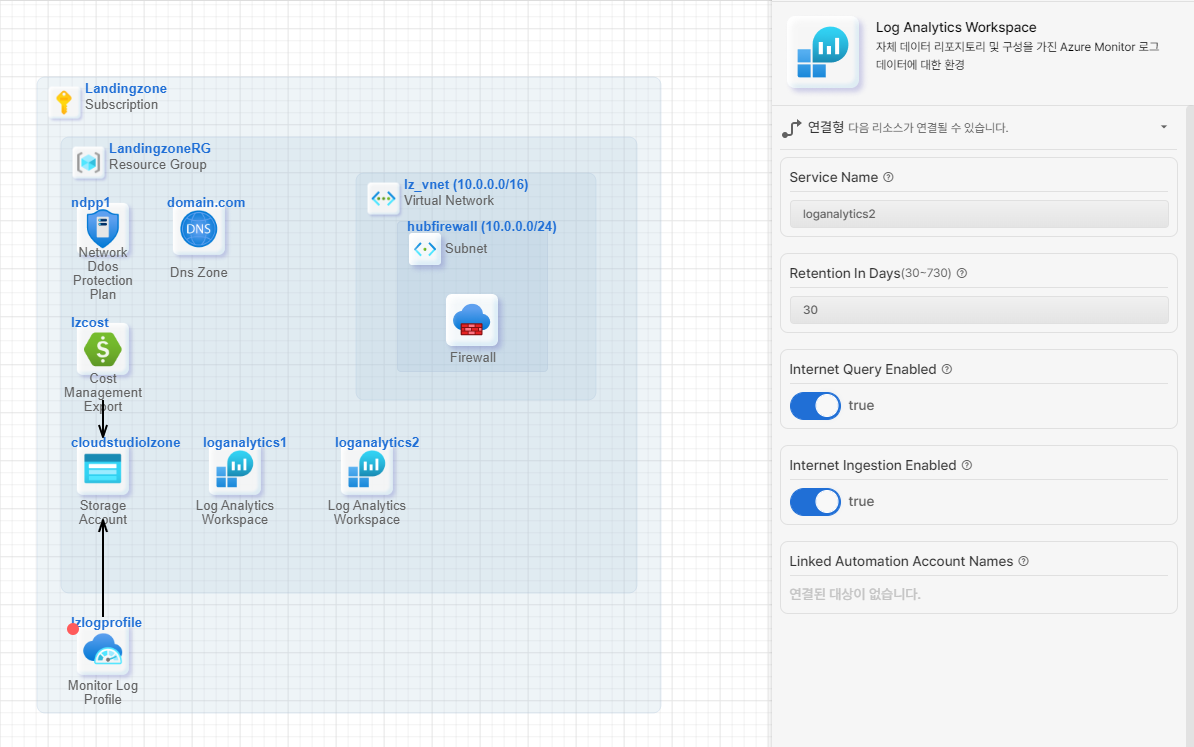 Landingzone
Subscription
LandingzoneRG
Resource Group
ndpp1
Network
Ddos
Protection
Plan
domain.com
DNS
Dns Zone
lz_vnet (10.0.0.0/16)
Virtual Network
hubfirewall (10.0.0.0/24)
Subnet
Firewall
lzcost
Cost
Management
Export
cloudstudiolzone
Storage
Account
loganalytics1
Log Analytics
Workspace
loganalytics2
Log Analytics
Workspace
lzlogprofile
Monitor Log
Profile
Log Analytics Workspace
자체 데이터 리포지토리 및 구성을 가진 Azure Monitor 로그
데이터에 대한 환경
연결형 다음 리소스가 연결될 수 있습니다.
Service Name
loganalytics2
Retention In Days(30~730)
30
Internet Query Enabled
true
Internet Ingestion Enabled
true
Linked Automation Account Names
연결된 대상이 없습니다.